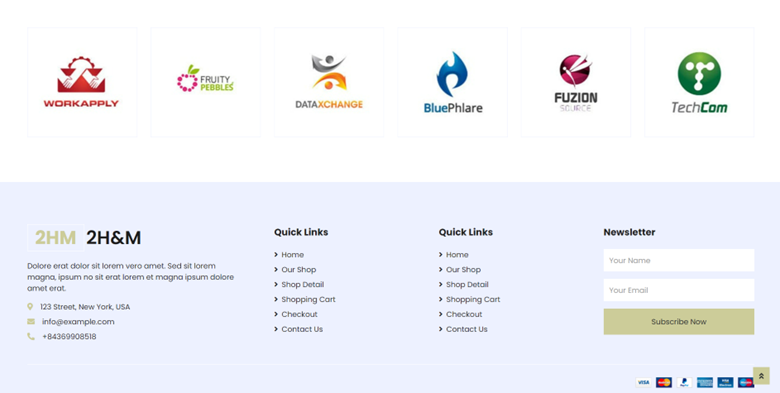 WORKAPPLY
FRUITY
PEBBLES
DATAXCHANGE
BluePhlare
FUZION
SOURCE
TechCom
2HM 2H&M
Dolore erat dolor sit lorem vero amet. Sed sit lorem
magna, ipsum no sit erat lorem et magna ipsum dolore
amet erat.
123 Street, New York, USA
info@example.com
+84369908518
Quick Links
Home
Our Shop
Shop Detail
Shopping Cart
Checkout
Contact Us
Quick Links
Home
Our Shop
Shop Detail
Shopping Cart
Checkout
Contact Us
Newsletter
Your Name
Your Email
Subscribe Now
VISA